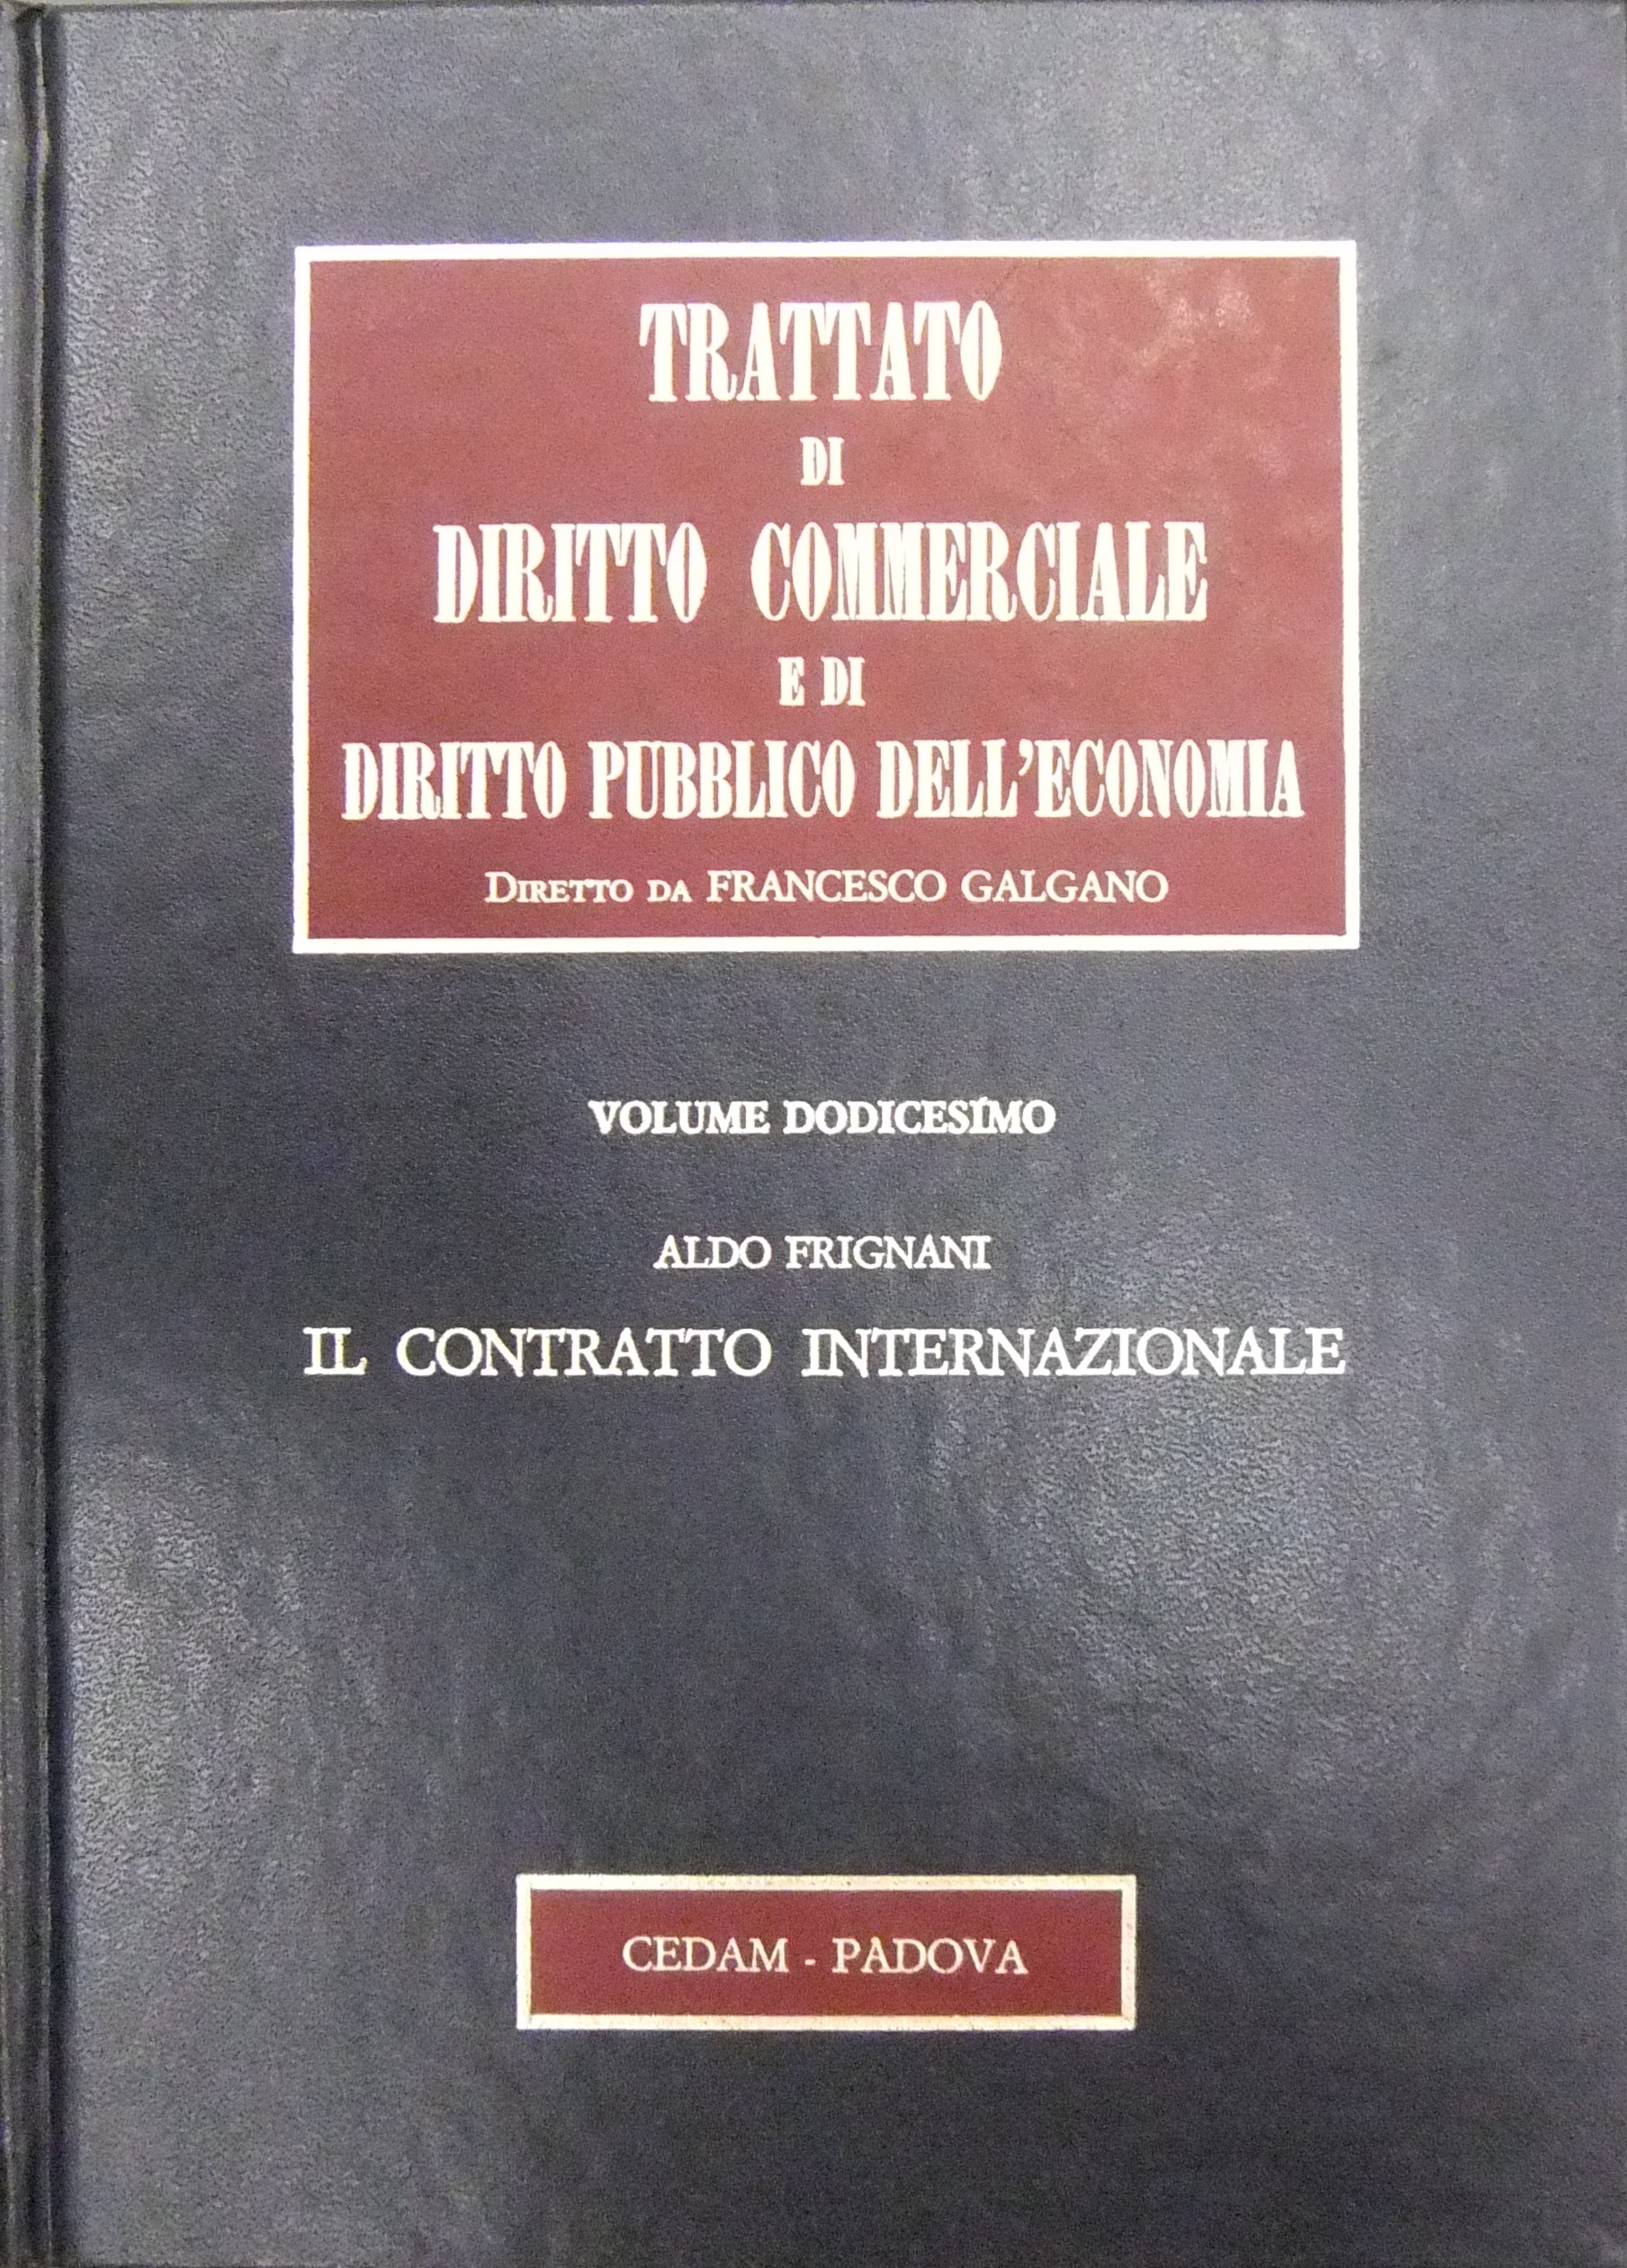 TRATTATO
DI
DIRITTO COMMERCIALE
E DI
DIRITTO PUBBLICO DELL'ECONOMIA
DIRETTO DA FRANCESCO GALGANO
VOLUME DODICESIMO
ALDO FRIGNANI
IL CONTRATTO INTERNAZIONALE
CEDAM - PADOVA